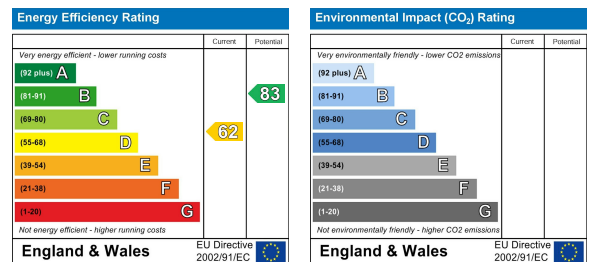 Energy Efficiency Rating
Current
Potential
Very energy efficient - lower running costs
(92 plus) A
(81-91) B
(69-80) C
(55-68) D
(39-54) E
(21-38) F
(1-20) G
62
83
Not energy efficient - higher running costs
England & Wales
EU Directive
2002/91/EC
Environmental Impact (CO₂) Rating
Current
Potential
Very environmentally friendly - lower CO2 emissions
(92 plus) A
(81-91) B
(69-80) C
(55-68) D
(39-54) E
(21-38) F
(1-20) G
Not environmentally friendly - higher CO2 emissions
England & Wales
EU Directive
2002/91/EC